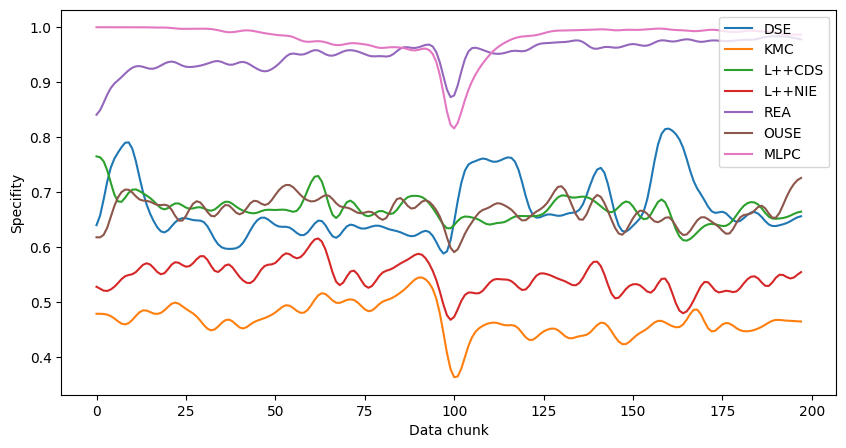 1.0
0.9
0.8
0.7
0.6
0.5
0.4
Specifity
0
25
50
75
100
125
150
175
200
Data chunk
DSE
KMC
L++CDS
L++NIE
REA
OUSE
MLPC